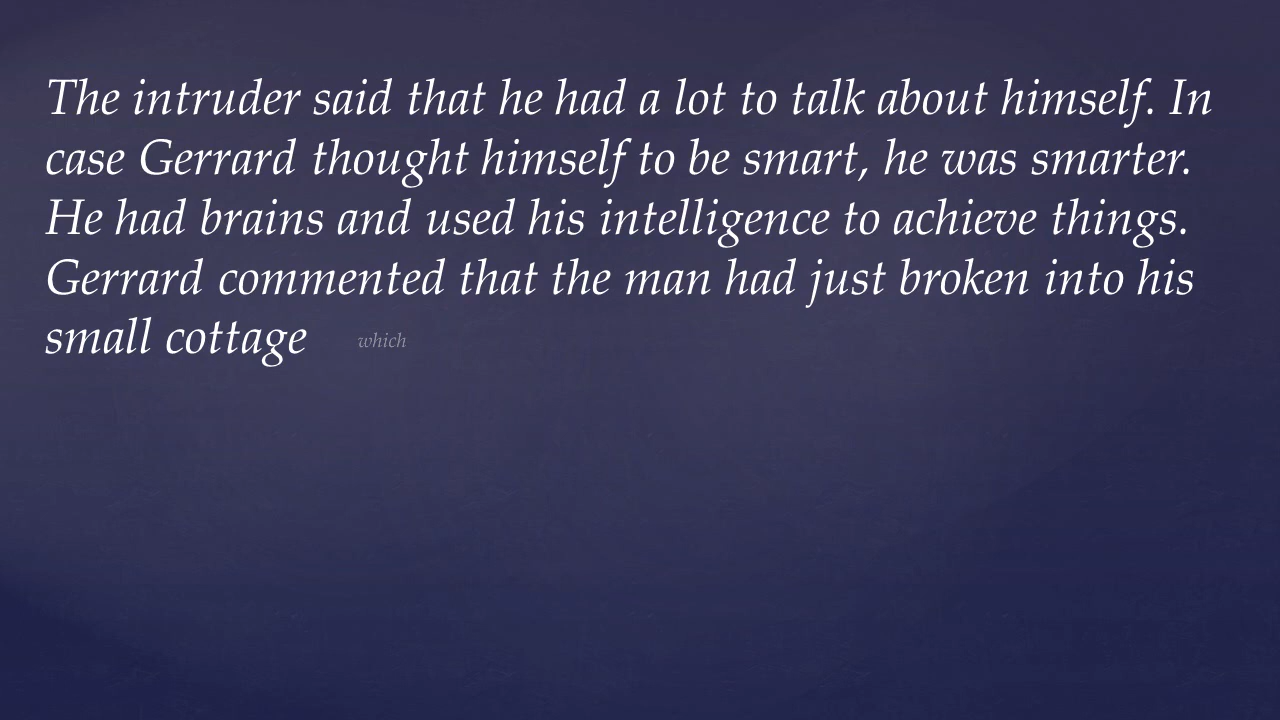 The intruder said that he had a lot to talk about himself. In
case Gerrard thought himself to be smart, he was smarter.
He had brains and used his intelligence to achieve things.
Gerrard commented that the man had just broken into his
small cottage which